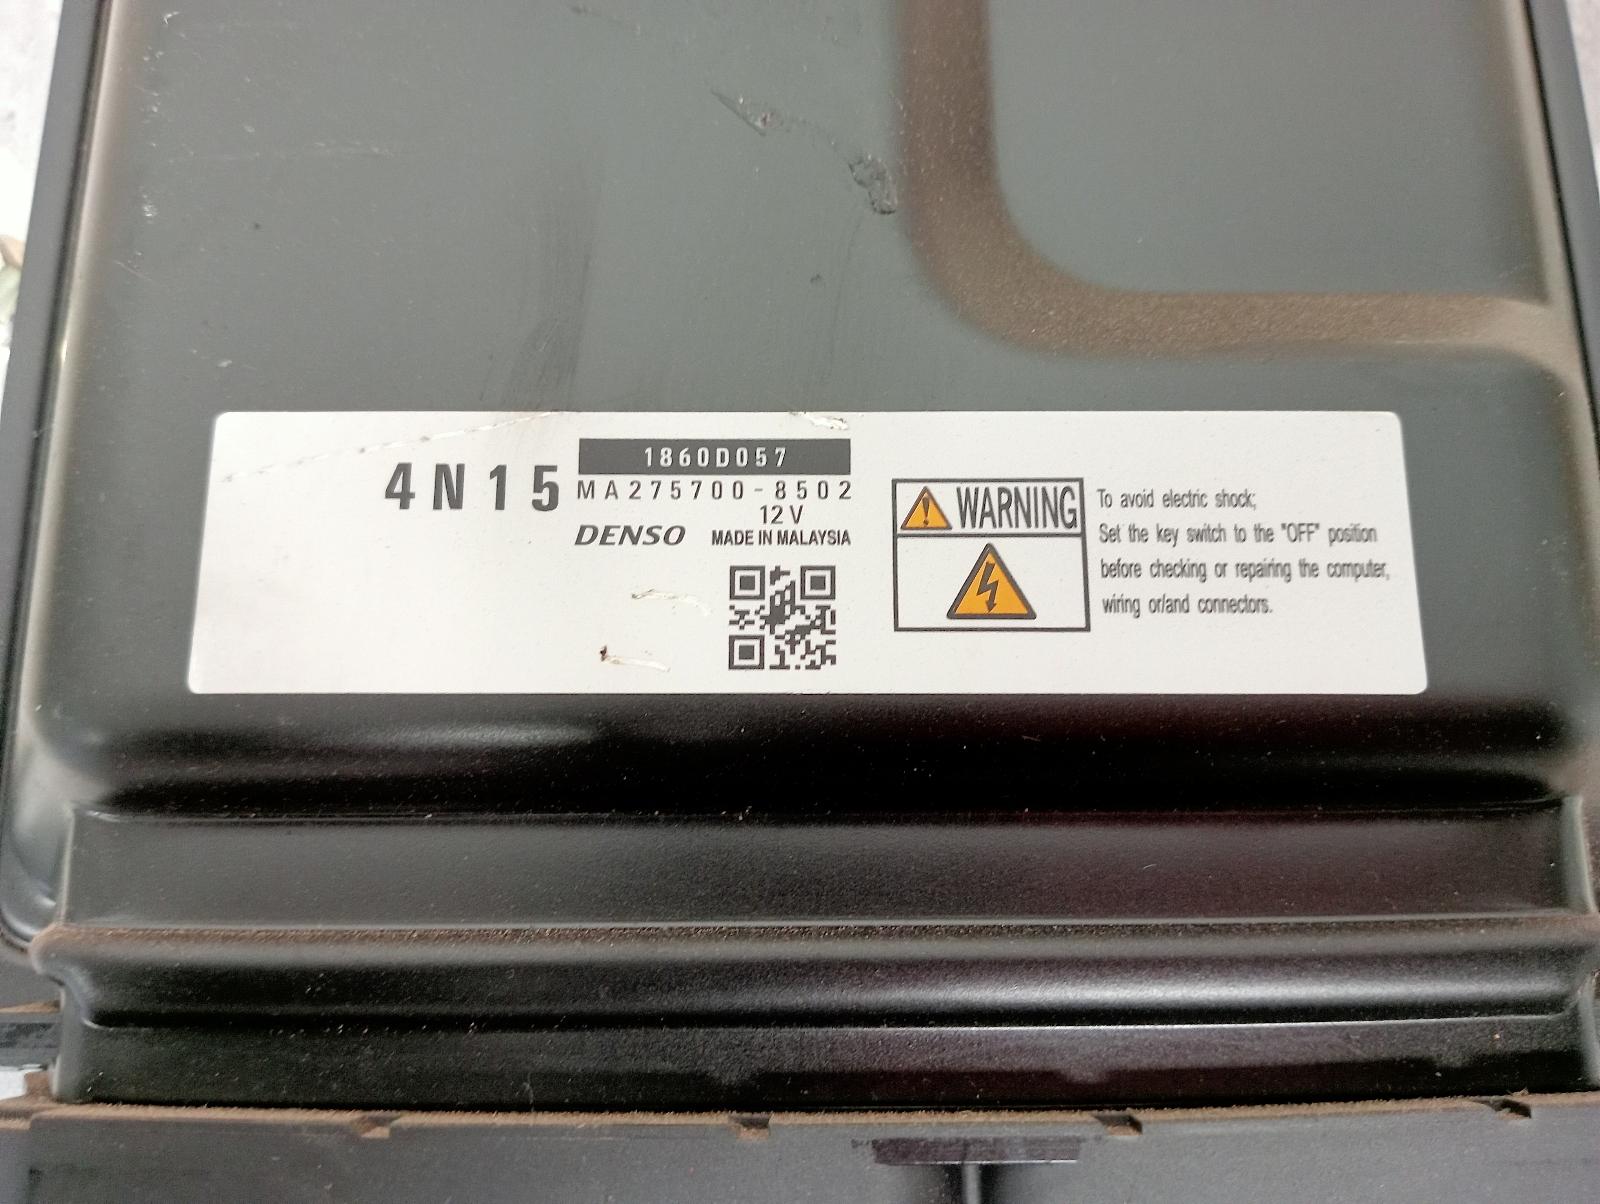 4N15
1860D057
MA275700-8502
12V
DENSO MADE IN MALAYSIA
WARNING
To avoid electric shock;
Set the key switch to the "OFF" position
before checking or repairing the computer,
wiring or/and connectors.